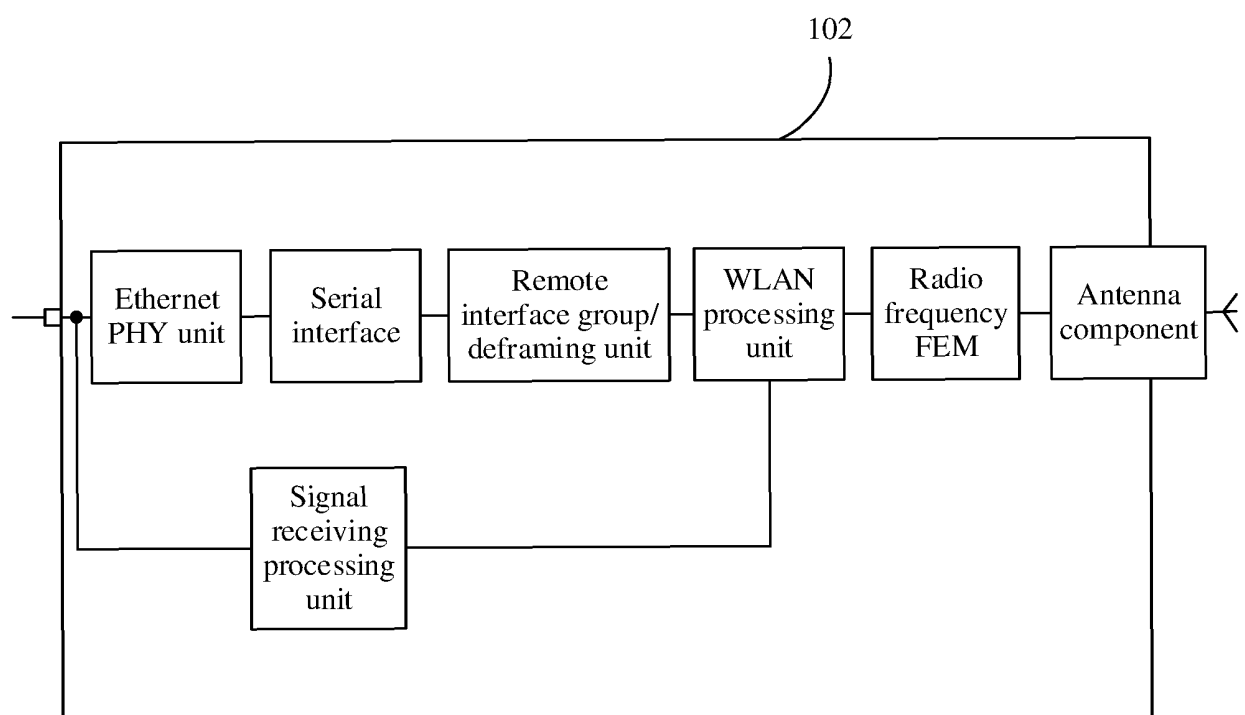 102
Ethernet
PHY unit
Serial
interface
Remote
interface group/
deframing unit
WLAN
processing
unit
Radio
frequency
FEM
Antenna
component
Signal
receiving
processing
unit